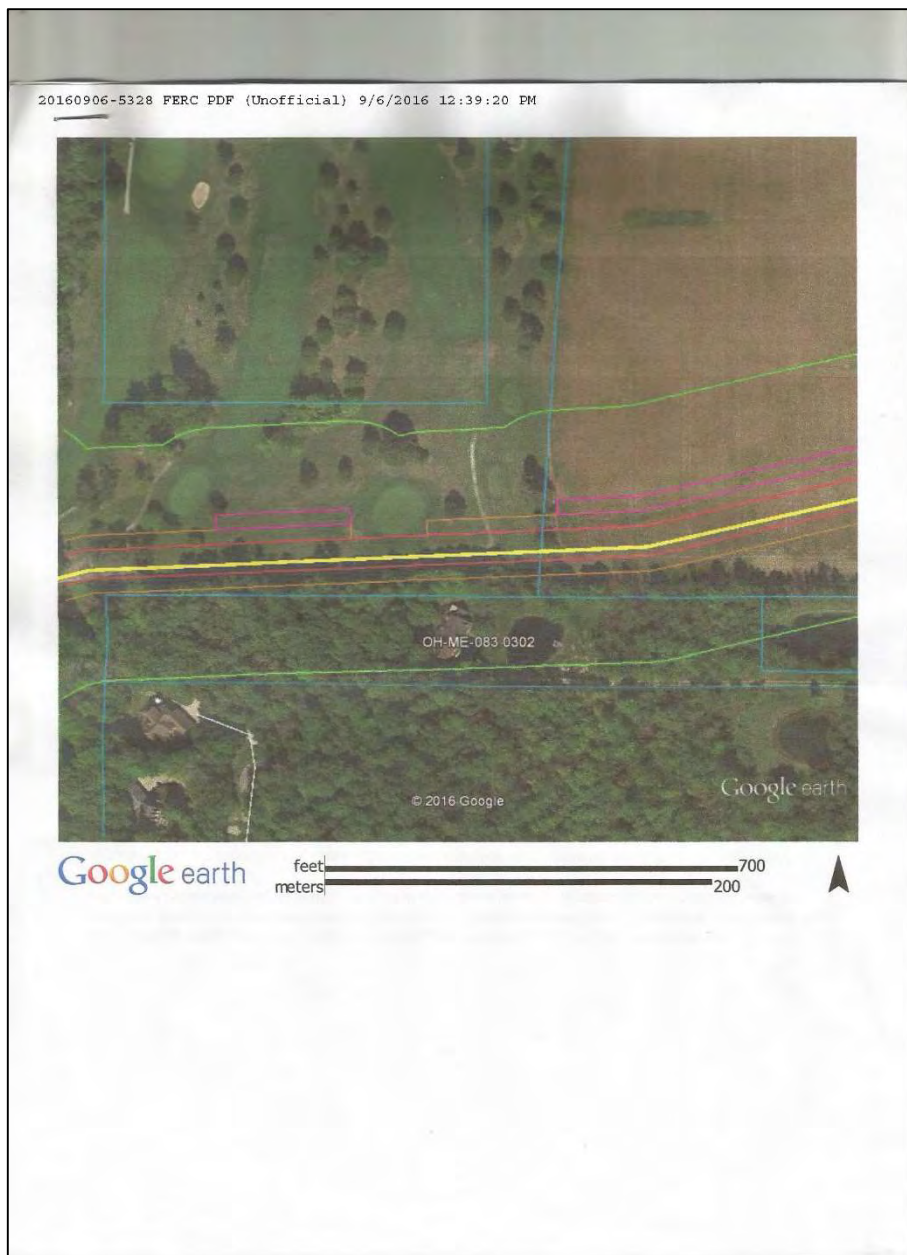 20160906-5328 FERC PDF (Unofficial) 9/6/2016 12:39:20 PM
OH-ME-083 0302
Google earth
© 2016 Google
Google earth
feet 700
meters 200